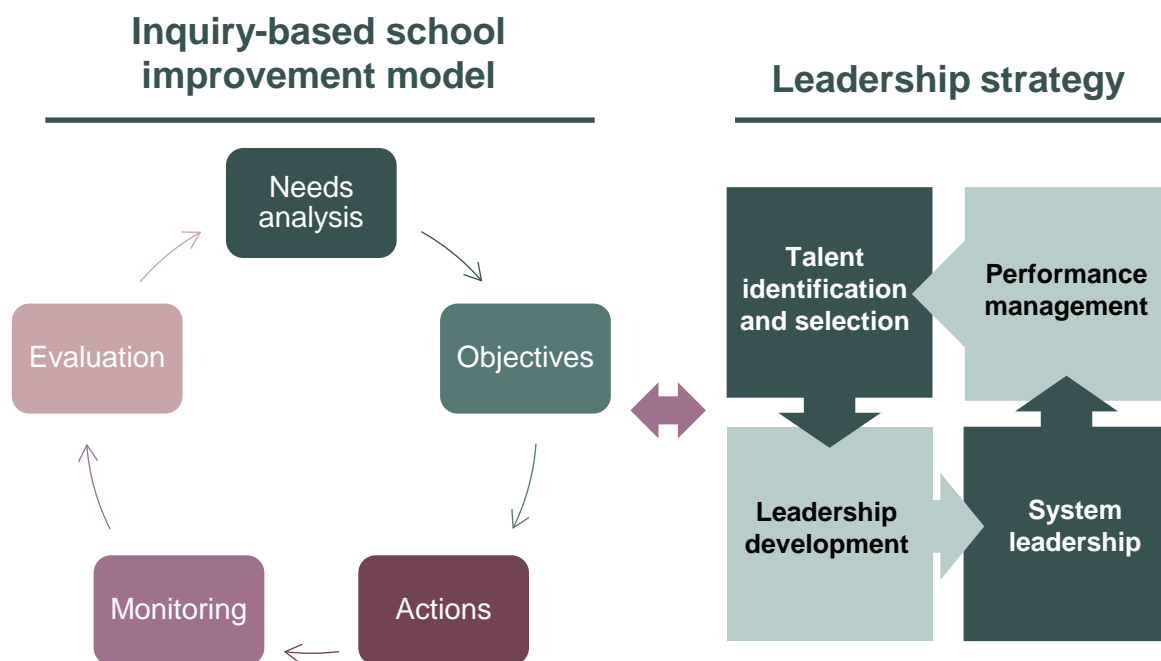 Inquiry-based school
improvement model
Needs
analysis
Objectives
Actions
Monitoring
Evaluation
Leadership strategy
Talent
identification
and selection
Performance
management
Leadership
development
System
leadership